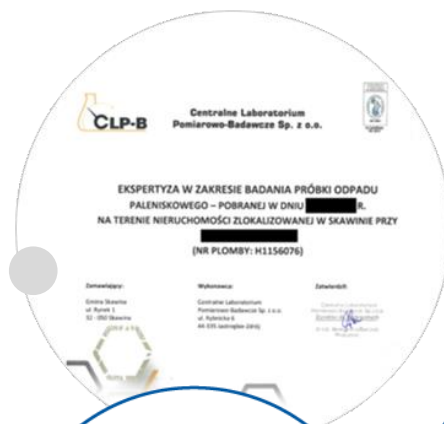 CLP-B
Centralne Laboratorium
Pomiarowo-Badawcze Sp. z o.o.
EKSPERTYZA W ZAKRESIE BADANIA PRÓBKI ODPADU
PALENISKOWEGO – POBRANEJ W DNIU R.
NA TERENIE NIERUCHOMOŚCI ZLOKALIZOWANEJ W SKAWINIE PRZY
(NR PLOMBY: H1156076)
Zamawiający:
Gmina Skawina
ul. Rynek 1
32 - 050 Skawina
Wykonawca:
Centralne Laboratorium
Pomiarowo-Badawcze Sp. z o.o.
ul. Rybnicka 6
44-335 Jastrzębie-Zdrój
Zatwierdził:
Centralne Laboratorium